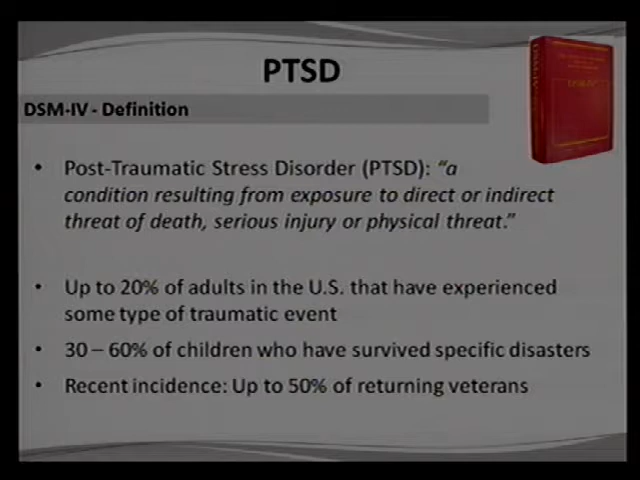 PTSD
DSM-IV - Definition
• Post-Traumatic Stress Disorder (PTSD): "a
condition resulting from exposure to direct or indirect
threat of death, serious injury or physical threat."
• Up to 20% of adults in the U.S. that have experienced
some type of traumatic event
• 30 – 60% of children who have survived specific disasters
• Recent incidence: Up to 50% of returning veterans